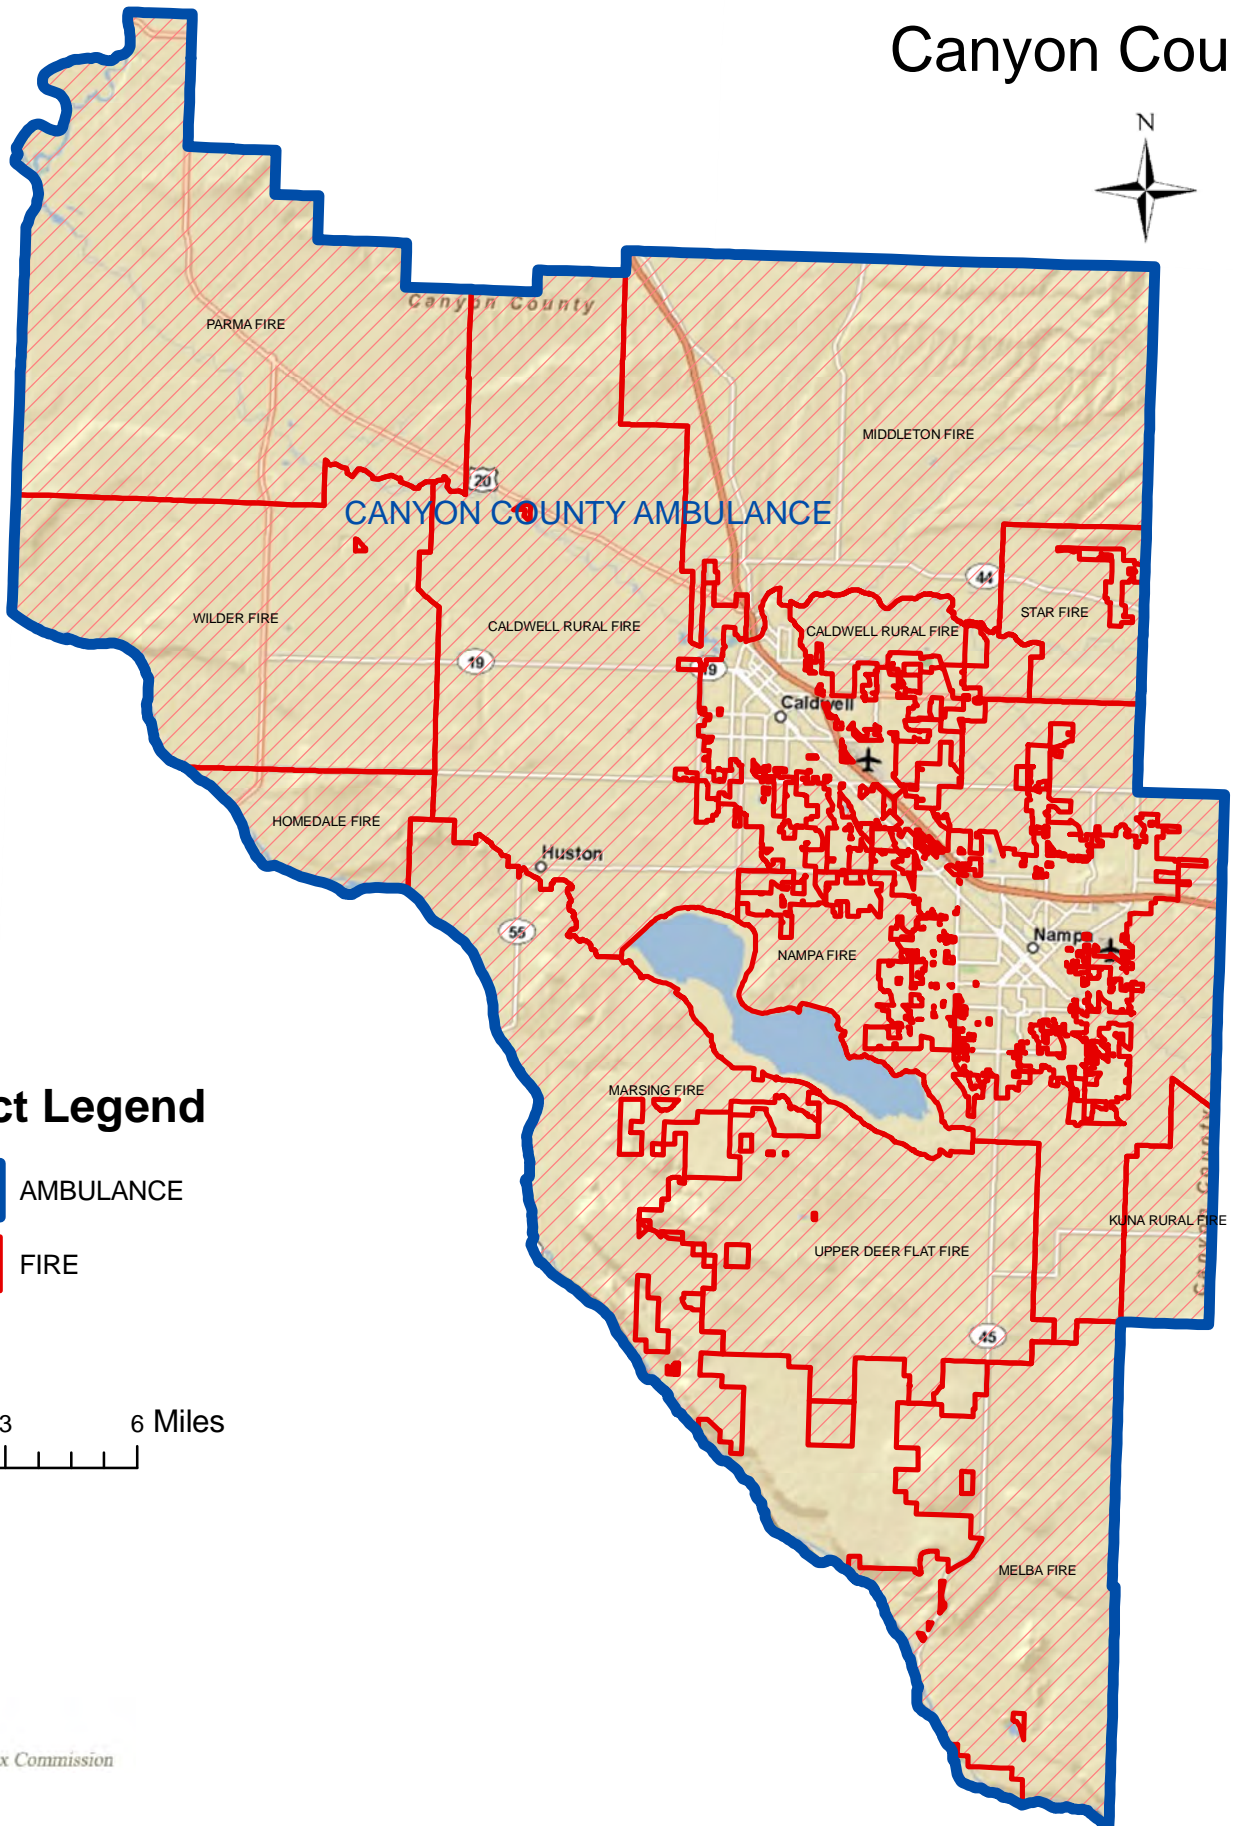 Canyon Cou
N
Canyon County
PARMA FIRE
MIDDLETON FIRE
20
CANYON COUNTY AMBULANCE
44
STAR FIRE
WILDER FIRE
CALDWELL RURAL FIRE
CALDWELL RURAL FIRE
19
19
Caldwell
HOMEDALE FIRE
Huston
55
Nampa
NAMPA FIRE
MARSING FIRE
ct Legend
AMBULANCE
Canyon County
KUNA RURAL FIRE
UPPER DEER FLAT FIRE
FIRE
45
3
6 Miles
MELBA FIRE
x Commission